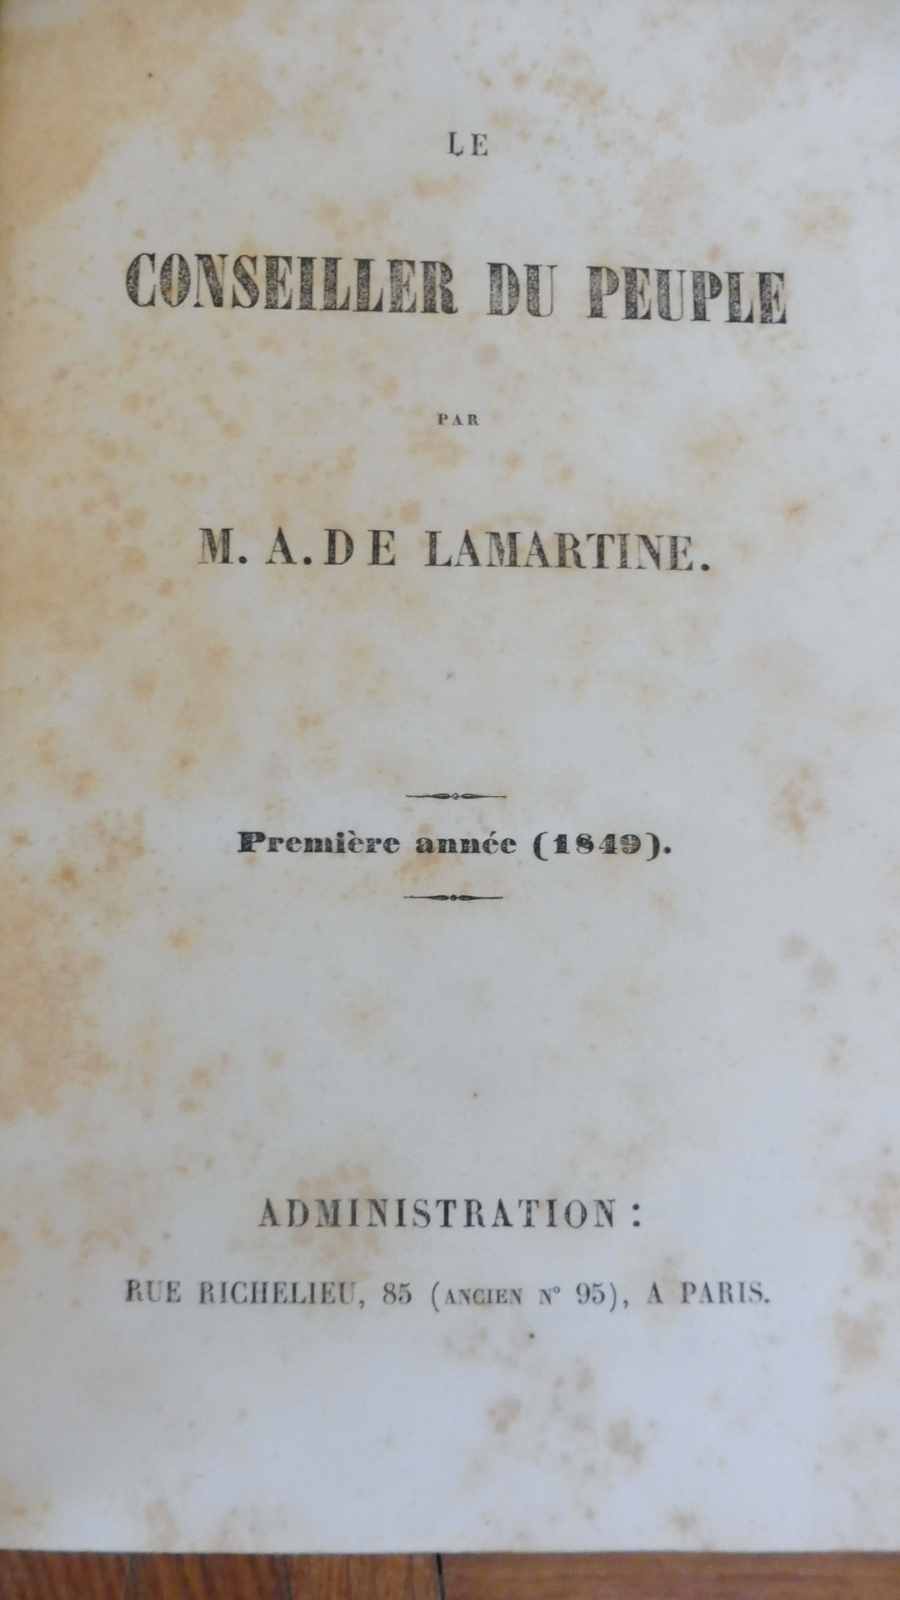 LE
CONSEILLER DU PEUPLE
PAR
M. A. DE LAMARTINE.
Première année (1849).
ADMINISTRATION :
RUE RICHELIEU, 85 (ANCIEN N° 95), A PARIS.